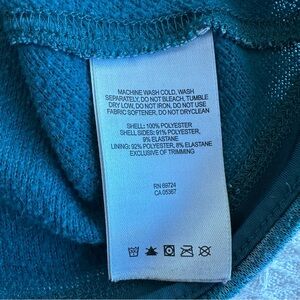 MACHINE WASH COLD, WASH
SEPARATELY, DO NOT BLEACH, TUMBLE
DRY LOW, DO NOT IRON, DO NOT USE
FABRIC SOFTENER, DO NOT DRYCLEAN
SHELL: 100% POLYESTER
SHELL SIDES: 91% POLYESTER,
9% ELASTANE
LINING: 92% POLYESTER, 8% ELASTANE
EXCLUSIVE OF TRIMMING
RN 69724
CA 05367